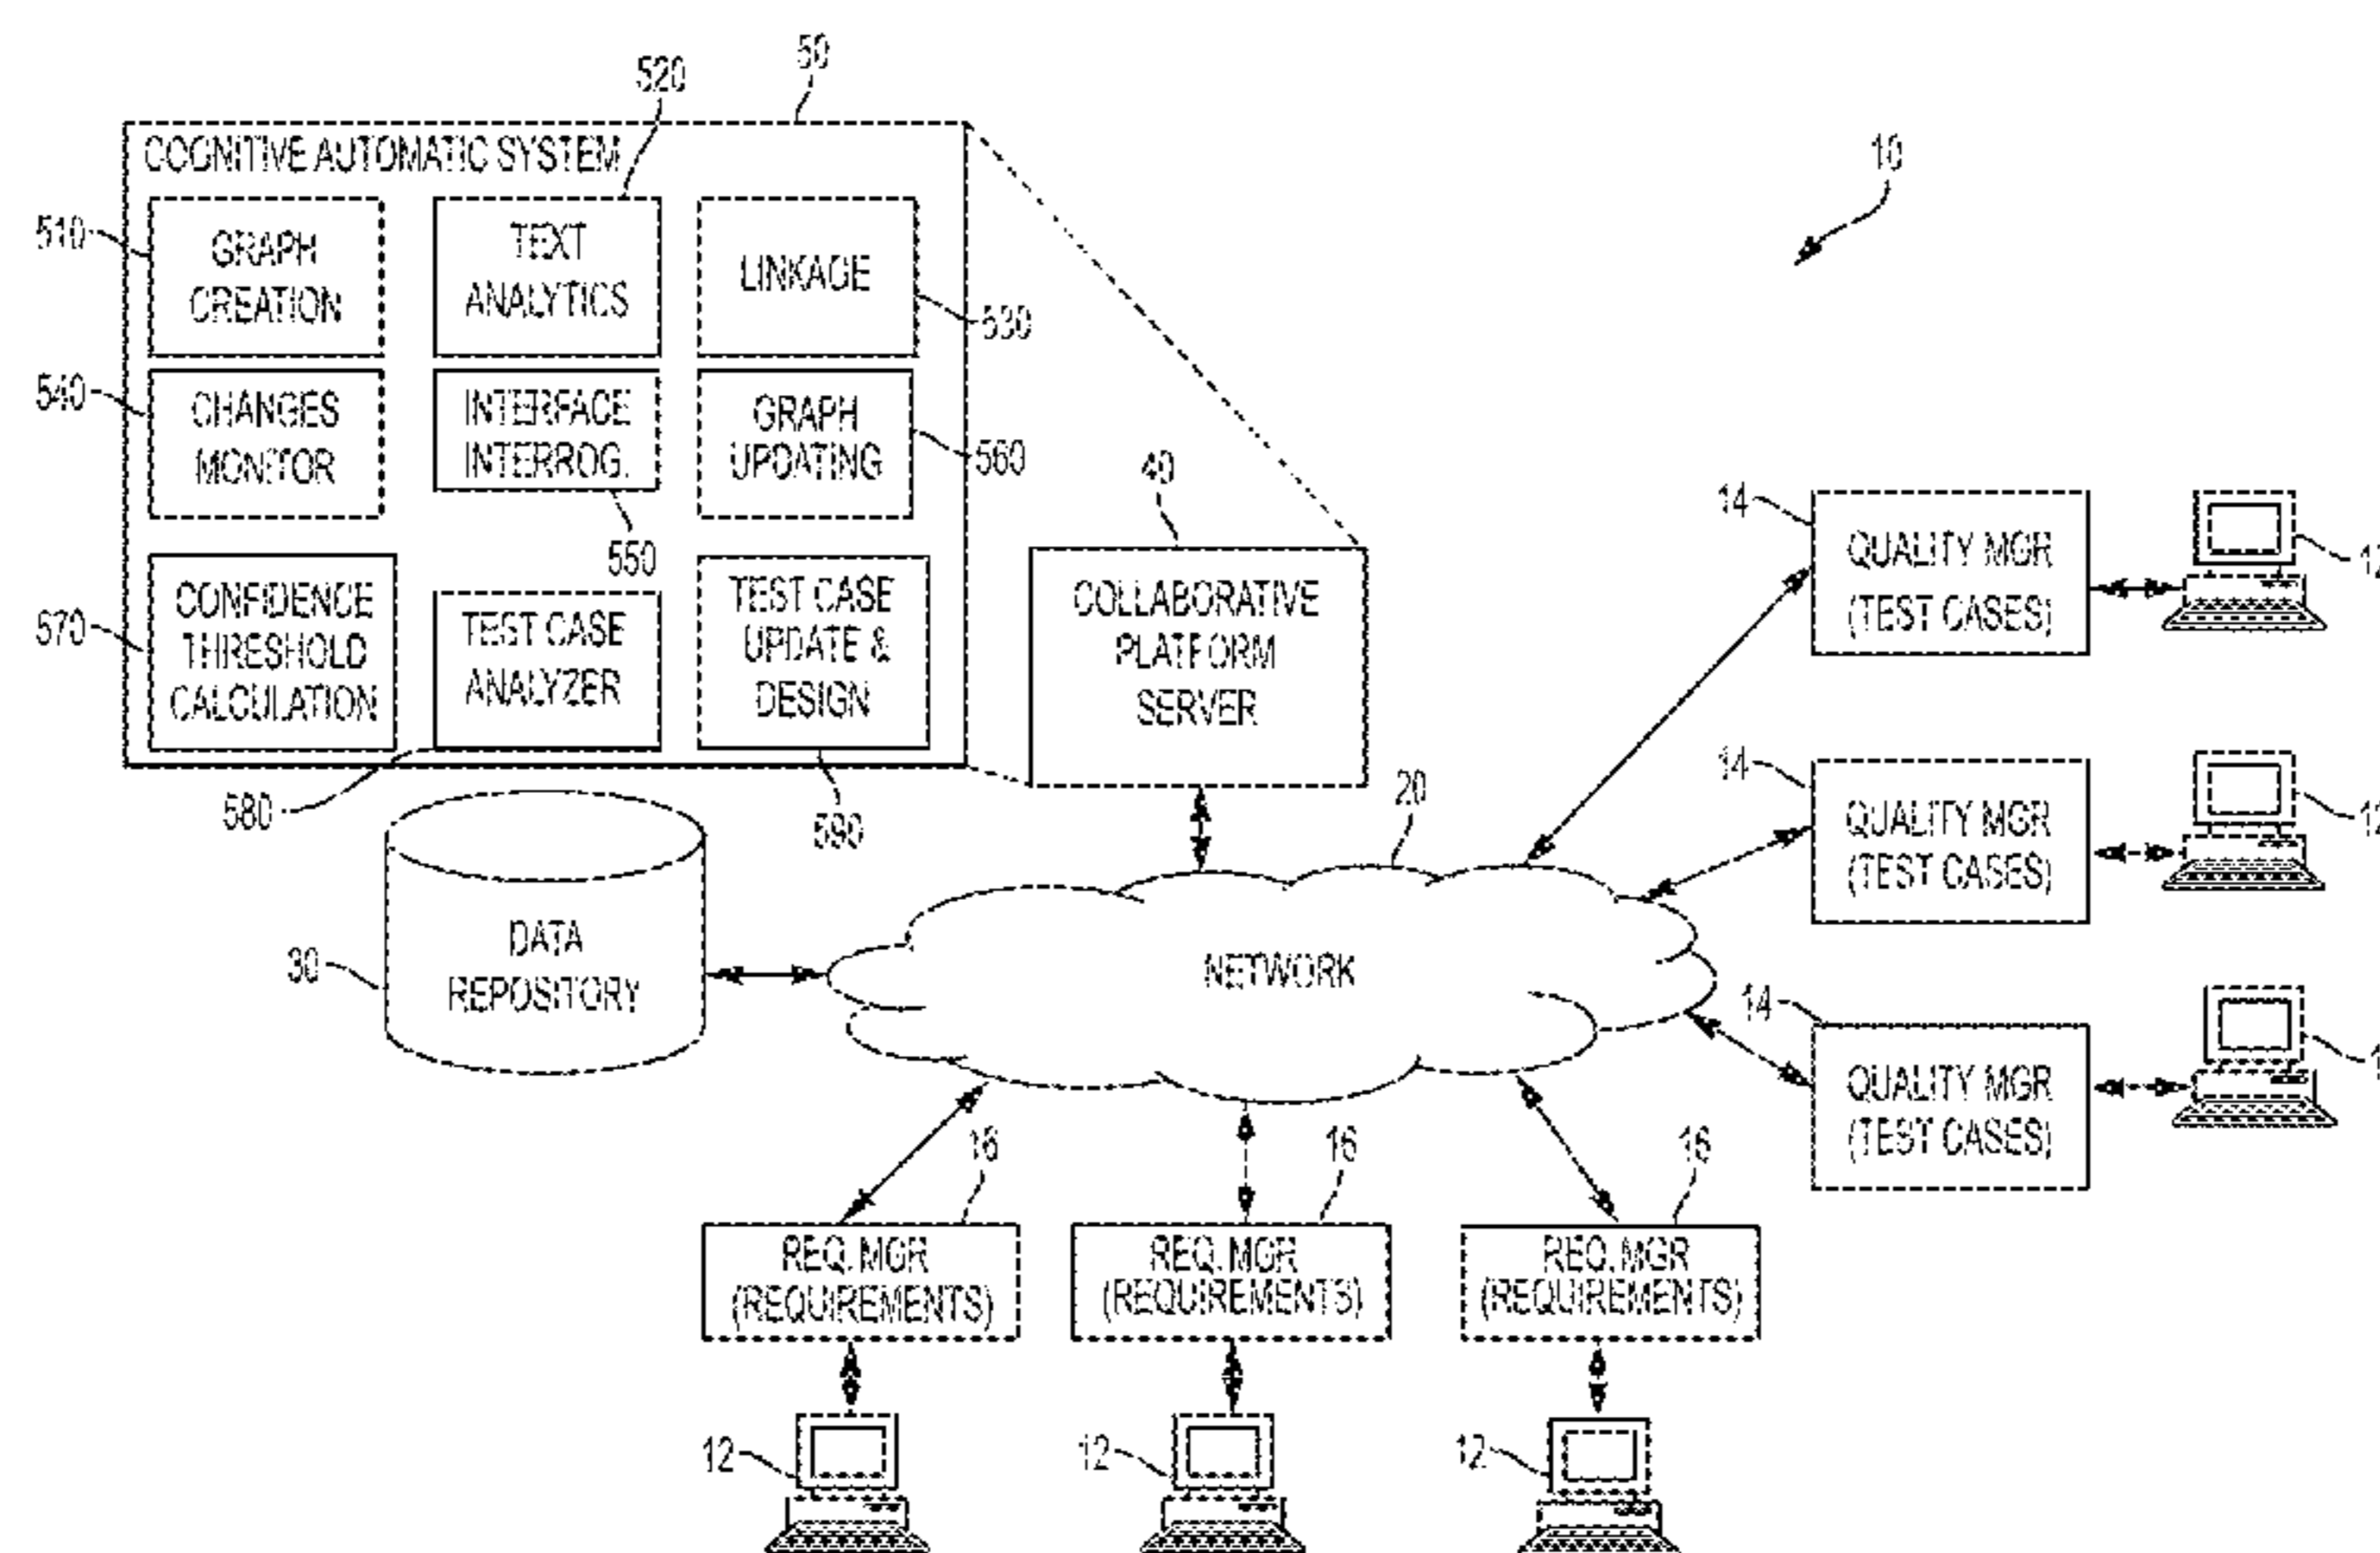 50
520
COGNITIVE AUTOMATIC SYSTEM
10
510
GRAPH
CREATION
TEXT
ANALYTICS
LINKAGE
530
540
CHANGES
MONITOR
INTERFACE
INTERROG.
GRAPH
UPDATING
560
550
570
CONFIDENCE
THRESHOLD
CALCULATION
TEST CASE
ANALYZER
TEST CASE
UPDATE &
DESIGN
580
590
40
COLLABORATIVE
PLATFORM
SERVER
14
QUALITY MGR
(TEST CASES)
12
14
QUALITY MGR
(TEST CASES)
12
14
QUALITY MGR
(TEST CASES)
20
NETWORK
30
DATA
REPOSITORY
16
REQ. MGR
(REQUIREMENTS)
16
REQ. MGR
(REQUIREMENTS)
16
REQ. MGR
(REQUIREMENTS)
12
12
12